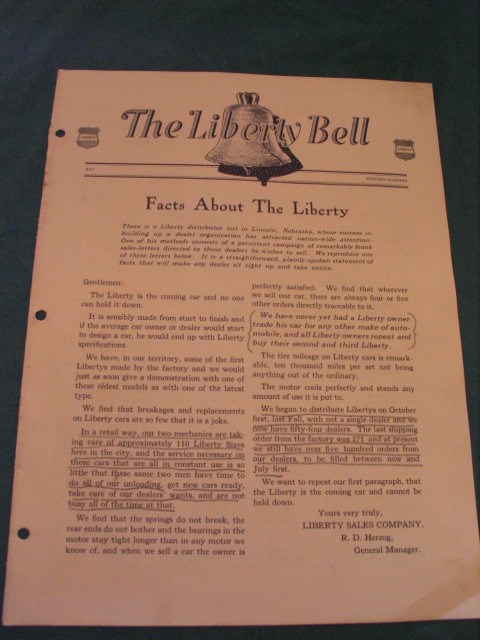 The Liberty Bell
MAY
NINETEEN NINETEEN
Facts About The Liberty
There is a Liberty distributor out in Lincoln, Nebraska, whose success in
building up a dealer organization has attracted nation-wide attention.
One of his methods consists of a persistent campaign of remarkably frank
sales-letters directed to those dealers he wishes to sell. We reproduce one
of these letters below. It is a straightforward, plainly-spoken statement of
facts that will make any dealer sit right up and take notice.
Gentlemen:
The Liberty is the coming car and no one
can hold it down.
It is sensibly made from start to finish and
if the average car owner or dealer would start
to design a car, he would end up with Liberty
specifications.
We have, in our territory, some of the first
Libertys made by the factory and we would
just as soon give a demonstration with one of
these oldest models as with one of the latest
type.
We find that breakages and replacements
on Liberty cars are so few that it is a joke.
In a retail way, our two mechanics are tak-
ing care of approximately 110 Liberty Sixes
here in the city, and the service necessary on
these cars that are all in constant use is so
little that these same two men have time to
do all of our unloading, get new cars ready,
take care of our dealers' wants, and are not
busy all of the time at that.
We find that the springs do not break, the
rear ends do not bother and the bearings in the
motor stay tight longer than in any motor we
know of, and when we sell a car the owner is
perfectly satisfied. We find that wherever
we sell one car, there are always four or five
other orders directly traceable to it.
We have never yet had a Liberty owner
trade his car for any other make of auto-
mobile, and all Liberty owners repeat and
buy their second and third Liberty.
The tire mileage on Liberty cars is remark-
able, ten thousand miles per set not being
anything out of the ordinary.
The motor cools perfectly and stands any
amount of use it is put to.
We began to distribute Libertys on October
first, last Fall, with not a single dealer and we
now have fifty-four dealers. The last shipping
order from the factory was 271 and at present
we still have over five hundred orders from
our dealers, to be filled between now and
July first.
We want to repeat our first paragraph, that
the Liberty is the coming car and cannot be
held down.
Yours very truly,
LIBERTY SALES COMPANY,
R. D. Herzog,
General Manager.